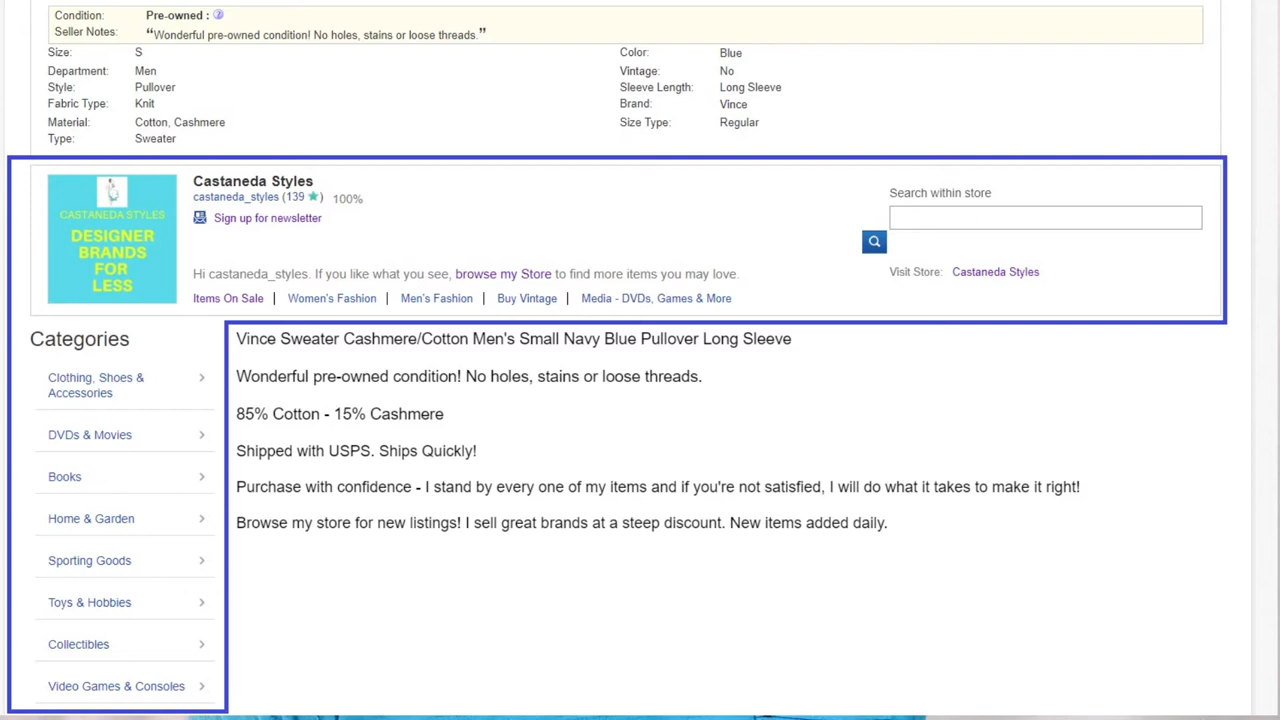 Condition: Pre-owned :
Seller Notes: “Wonderful pre-owned condition! No holes, stains or loose threads.”
Size: S Color: Blue
Department: Men Vintage: No
Style: Pullover Sleeve Length: Long Sleeve
Fabric Type: Knit Brand: Vince
Material: Cotton, Cashmere Size Type: Regular
Type: Sweater
CASTANEDA STYLES
DESIGNER
BRANDS
FOR
LESS
Castaneda Styles
castaneda_styles (139 ★) 100%
Sign up for newsletter
Search within store
Hi castaneda_styles. If you like what you see, browse my Store to find more items you may love.
Visit Store: Castaneda Styles
Items On Sale | Women's Fashion | Men's Fashion | Buy Vintage | Media - DVDs, Games & More
Categories
Clothing, Shoes &
Accessories
DVDs & Movies
Books
Home & Garden
Sporting Goods
Toys & Hobbies
Collectibles
Video Games & Consoles
Vince Sweater Cashmere/Cotton Men's Small Navy Blue Pullover Long Sleeve
Wonderful pre-owned condition! No holes, stains or loose threads.
85% Cotton - 15% Cashmere
Shipped with USPS. Ships Quickly!
Purchase with confidence - I stand by every one of my items and if you're not satisfied, I will do what it takes to make it right!
Browse my store for new listings! I sell great brands at a steep discount. New items added daily.